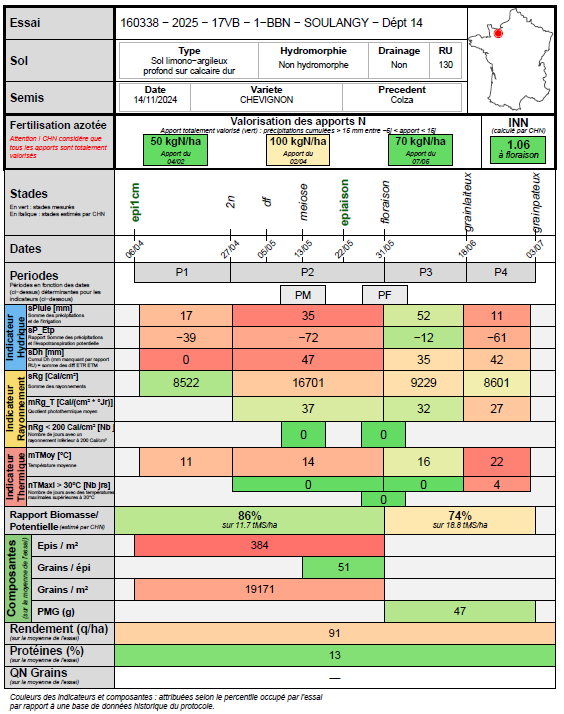 Essai
160338 − 2025 − 17VB − 1−BBN − SOULANGY − Dépt 14
Sol
Type
Hydromorphie
Drainage
RU
Sol limono−argileux
profond sur calcaire dur
Non hydromorphe
Non
130
Semis
Date
Variete
Precedent
14/11/2024
CHEVIGNON
Colza
Fertilisation azotée
Attention ! CHN considère que
tous les apports sont totalement
valorisés
Valorisation des apports N
Apport totalement valorisé (vert) : précipitations cumulées > 15 mm entre −5j < apport < 15j
50 kgN/ha
Apport du
04/02
100 kgN/ha
Apport du
02/04
70 kgN/ha
Apport du
07/05
INN
(calculé par CHN)
1.06
à floraison
Stades
En vert : stades mesurés
En italique : stades estimés par CHN
epi1cm
2n
df
meiose
epiaison
floraison
grainlaiteux
grainpateux
Dates
06/04
27/04
05/05
13/05
22/05
31/05
18/06
03/07
Periodes
Périodes en fonction des dates
(ci−dessus) déterminantes pour les
indicateurs (ci−dessous)
P1
P2
P3
P4
PM
PF
Indicateur
Hydrique
sPluie [mm]
Somme des précipitations
et de l'irrigation
17
35
52
11
sP_Etp
Rapport Somme des précipitations
et l'évapotranspiration potentielle
−39
−72
−12
−61
sDh [mm]
Cumul Dh (mm manquant par rapport
RU) = somme des diff ETR ETM
0
47
35
42
Indicateur
Rayonnement
sRg [Cal/cm²]
Somme des rayonnements
8522
16701
9229
8601
mRg_T [Cal/(cm² * °Jr)]
Quotient photothermique moyen
37
32
27
nRg < 200 Cal/cm² [Nb j
Nombre de jours avec un
rayonnement inférieur à 200 Cal/cm²
0
0
Indicateur
Thermique
mTMoy [°C]
Température moyenne
11
14
16
22
nTMaxi > 30°C [Nb jrs]
Nombre de jours avec des températures
maximales supérieures à 30°C
0
0
4
0
Rapport Biomasse/
Potentielle (estimé par CHN)
86%
sur 11.7 tMS/ha
74%
sur 18.8 tMS/ha
Composantes
(sur la moyenne de l'essai)
Epis / m²
384
Grains / épi
51
Grains / m²
19171
PMG (g)
47
Rendement (q/ha)
(sur la moyenne de l'essai)
91
Protéines (%)
(sur la moyenne de l'essai)
13
QN Grains
(sur la moyenne de l'essai)
—
Couleurs des indicateurs et composantes : attribuées selon le percentile occupé par l'essai
par rapport à une base de données historique du protocole.